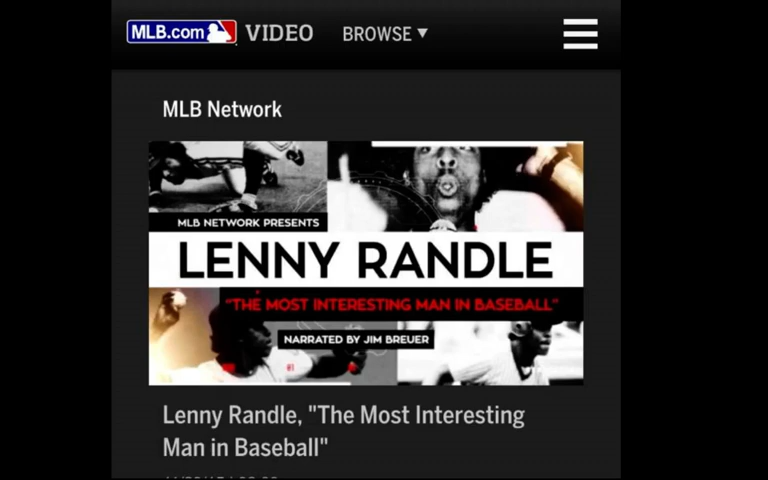 MLB.com VIDEO BROWSE
MLB Network
MLB NETWORK PRESENTS
LENNY RANDLE
"THE MOST INTERESTING MAN IN BASEBALL"
NARRATED BY JIM BREUER
Lenny Randle, "The Most Interesting
Man in Baseball"